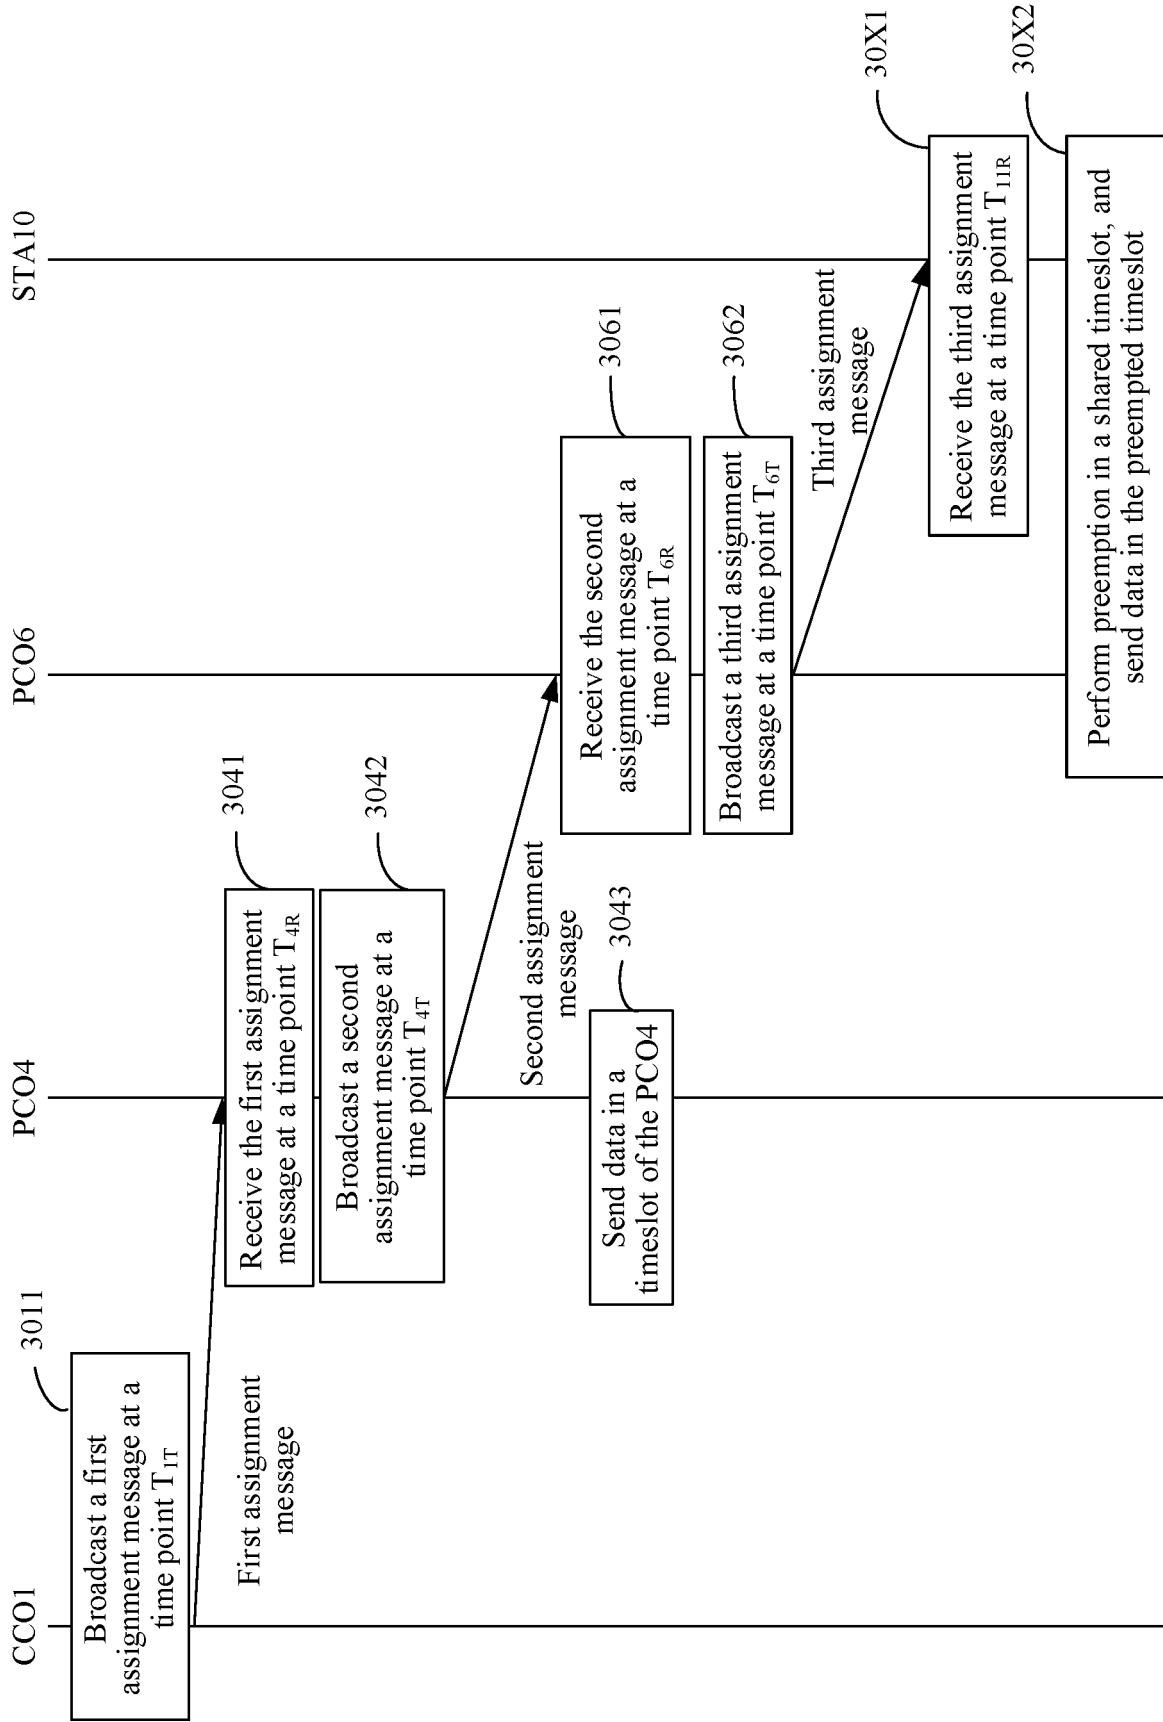 CCO1
PCO4
PCO6
STA10
3011
Broadcast a first
assignment message at a
time point T1T
First assignment
message
3041
Receive the first assignment
message at a time point T4R
3042
Broadcast a second
assignment message at a
time point T4T
Second assignment
message
3043
Send data in a
timeslot of the PCO4
3061
Receive the second
assignment message at a
time point T6R
3062
Broadcast a third assignment
message at a time point T6T
Third assignment
message
30X1
Receive the third assignment
message at a time point T11R
30X2
Perform preemption in a shared timeslot, and
send data in the preempted timeslot